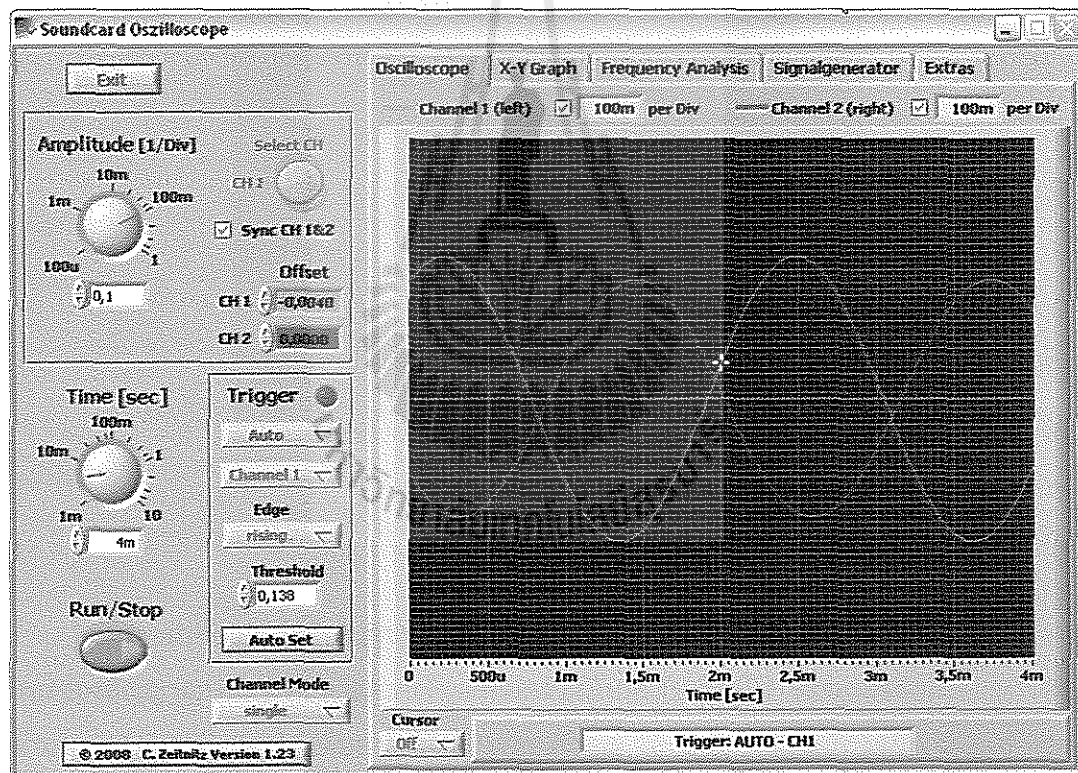 Soundcard Oszilloscope
Exit
Oscilloscope X-Y Graph Frequency Analysis Signalgenerator Extras
Channel 1 (left) 100m per Div Channel 2 (right) 100m per Div
Amplitude [1/Div]
Select CH
CH 1
10m
1m 100m
100u 1
0,1
Sync CH 1&2
Offset
CH 1 -0,0040
CH 2 0,0000
Time [sec]
100m
10m 1
1m 10
4m
Run/Stop
Trigger
Auto
Channel 1
Edge
rising
Threshold
0,138
Auto Set
Channel Mode
single
© 2008 C. Zeitnitz Version 1.23
0 500u 1m 1,5m 2m 2,5m 3m 3,5m 4m
Time [sec]
Cursor
Off
Trigger: AUTO - CH1